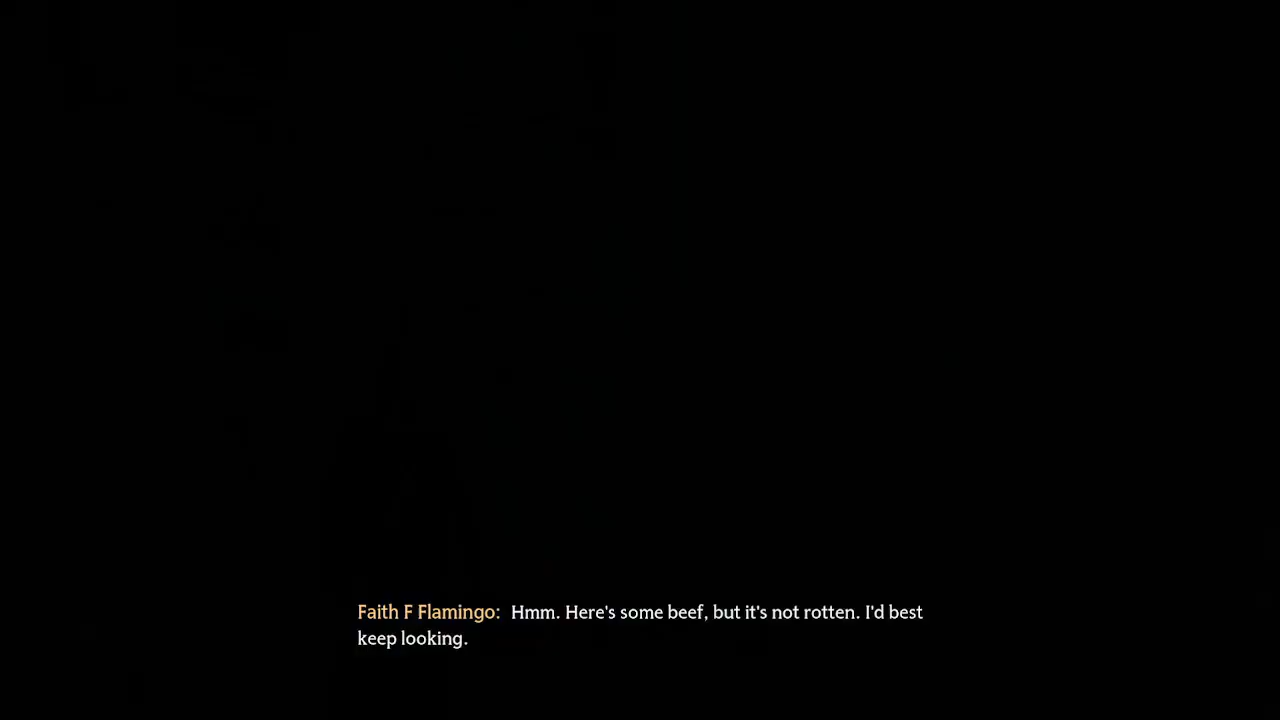 Faith F Flamingo: Hmm. Here's some beef, but it's not rotten. I'd best
keep looking.